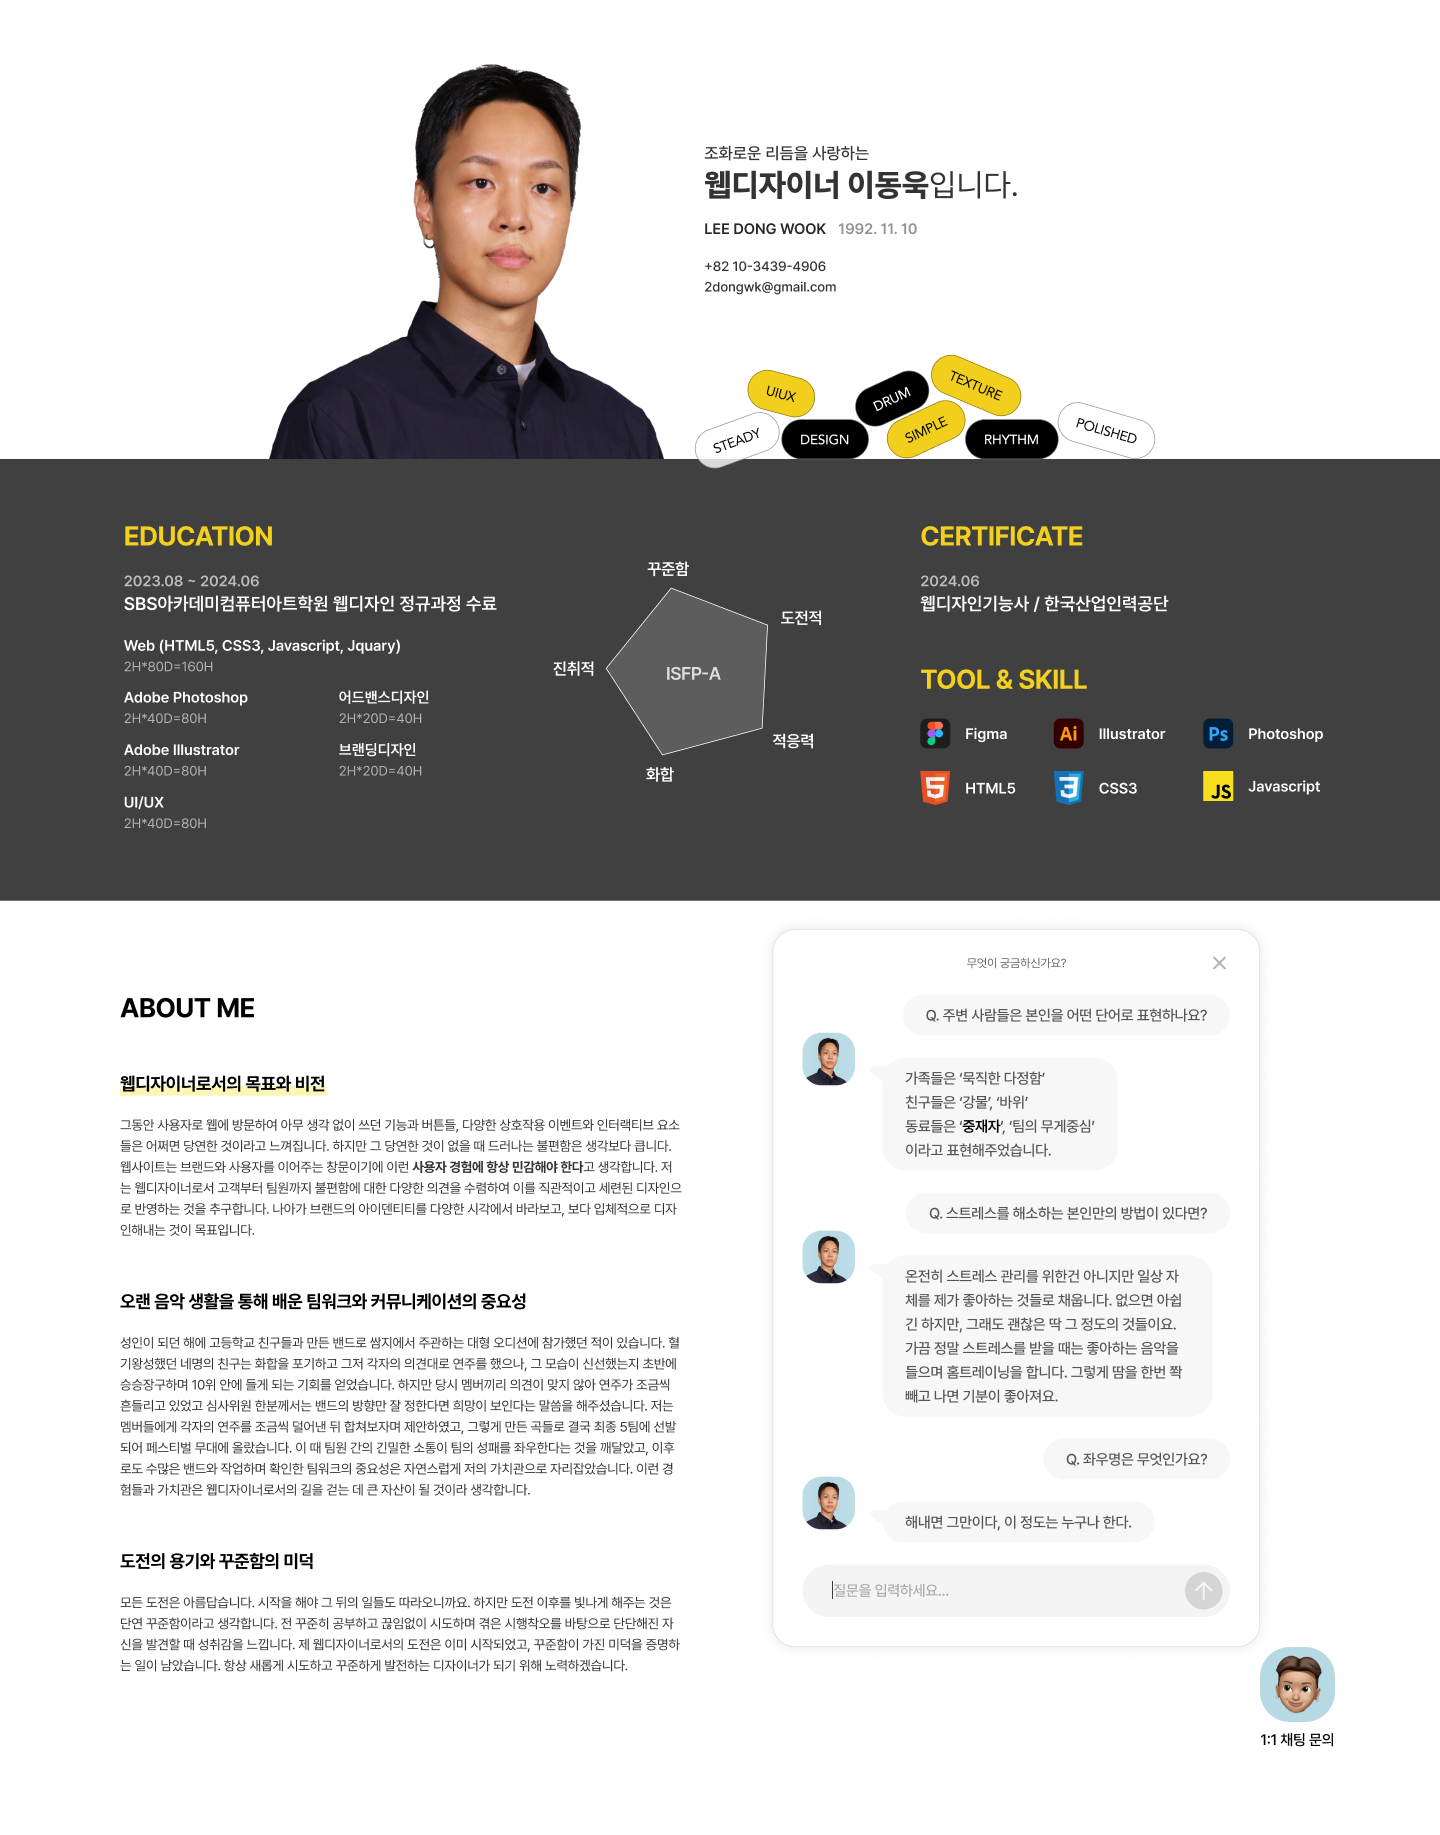 조화로운 리듬을 사랑하는
웹디자이너 이동욱입니다.
LEE DONG WOOK 1992. 11. 10
+82 10-3439-4906
2dongwk@gmail.com
UIUX
DRUM
TEXTURE
STEADY
DESIGN
SIMPLE
RHYTHM
POLISHED
EDUCATION
2023.08 ~ 2024.06
SBS아카데미컴퓨터아트학원 웹디자인 정규과정 수료
Web (HTML5, CSS3, Javascript, Jquary)
2H*80D=160H
Adobe Photoshop
2H*40D=80H
어드밴스디자인
2H*20D=40H
Adobe Illustrator
2H*40D=80H
브랜딩디자인
2H*20D=40H
UI/UX
2H*40D=80H
꾸준함
도전적
진취적
ISFP-A
적응력
화합
CERTIFICATE
2024.06
웹디자인기능사 / 한국산업인력공단
TOOL & SKILL
Figma
Ai Illustrator
Ps Photoshop
5 HTML5
3 CSS3
JS Javascript
ABOUT ME
웹디자이너로서의 목표와 비전
그동안 사용자로 웹에 방문하여 아무 생각 없이 쓰던 기능과 버튼들, 다양한 상호작용 이벤트와 인터랙티브 요소
들은 어쩌면 당연한 것이라고 느껴집니다. 하지만 그 당연한 것이 없을 때 드러나는 불편함은 생각보다 큽니다.
웹사이트는 브랜드와 사용자를 이어주는 창문이기에 이런 사용자 경험에 항상 민감해야 한다고 생각합니다. 저
는 웹디자이너로서 고객부터 팀원까지 불편함에 대한 다양한 의견을 수렴하여 이를 직관적이고 세련된 디자인으
로 반영하는 것을 추구합니다. 나아가 브랜드의 아이덴티티를 다양한 시각에서 바라보고, 보다 입체적으로 디자
인해내는 것이 목표입니다.
오랜 음악 생활을 통해 배운 팀워크와 커뮤니케이션의 중요성
성인이 되던 해에 고등학교 친구들과 만든 밴드로 쌈지에서 주관하는 대형 오디션에 참가했던 적이 있습니다. 혈
기왕성했던 네명의 친구는 화합을 포기하고 그저 각자의 의견대로 연주를 했으나, 그 모습이 신선했는지 초반에
승승장구하며 10위 안에 들게 되는 기회를 얻었습니다. 하지만 당시 멤버끼리 의견이 맞지 않아 연주가 조금씩
흔들리고 있었고 심사위원 한분께서는 밴드의 방향만 잘 정한다면 희망이 보인다는 말씀을 해주셨습니다. 저는
멤버들에게 각자의 연주를 조금씩 덜어낸 뒤 합쳐보자며 제안하였고, 그렇게 만든 곡들로 결국 최종 5팀에 선발
되어 페스티벌 무대에 올랐습니다. 이 때 팀원 간의 긴밀한 소통이 팀의 성패를 좌우한다는 것을 깨달았고, 이후
로도 수많은 밴드와 작업하며 확인한 팀워크의 중요성은 자연스럽게 저의 가치관으로 자리잡았습니다. 이런 경
험들과 가치관은 웹디자이너로서의 길을 걷는 데 큰 자산이 될 것이라 생각합니다.
도전의 용기와 꾸준함의 미덕
모든 도전은 아름답습니다. 시작을 해야 그 뒤의 일들도 따라오니까요. 하지만 도전 이후를 빛나게 해주는 것은
단연 꾸준함이라고 생각합니다. 전 꾸준히 공부하고 끊임없이 시도하며 겪은 시행착오를 바탕으로 단단해진 자
신을 발견할 때 성취감을 느낍니다. 제 웹디자이너로서의 도전은 이미 시작되었고, 꾸준함이 가진 미덕을 증명하
는 일이 남았습니다. 항상 새롭게 시도하고 꾸준하게 발전하는 디자이너가 되기 위해 노력하겠습니다.
무엇이 궁금하신가요?
Q. 주변 사람들은 본인을 어떤 단어로 표현하나요?
가족들은 ‘묵직한 다정함’
친구들은 ‘강물’, ‘바위’
동료들은 ‘중재자’, ‘팀의 무게중심’
이라고 표현해주었습니다.
Q. 스트레스를 해소하는 본인만의 방법이 있다면?
온전히 스트레스 관리를 위한건 아니지만 일상 자
체를 제가 좋아하는 것들로 채웁니다. 없으면 아쉽
긴 하지만, 그래도 괜찮은 딱 그 정도의 것들이요.
가끔 정말 스트레스를 받을 때는 좋아하는 음악을
들으며 홈트레이닝을 합니다. 그렇게 땀을 한번 쫙
빼고 나면 기분이 좋아져요.
Q. 좌우명은 무엇인가요?
해내면 그만이다, 이 정도는 누구나 한다.
질문을 입력하세요...
1:1 채팅 문의